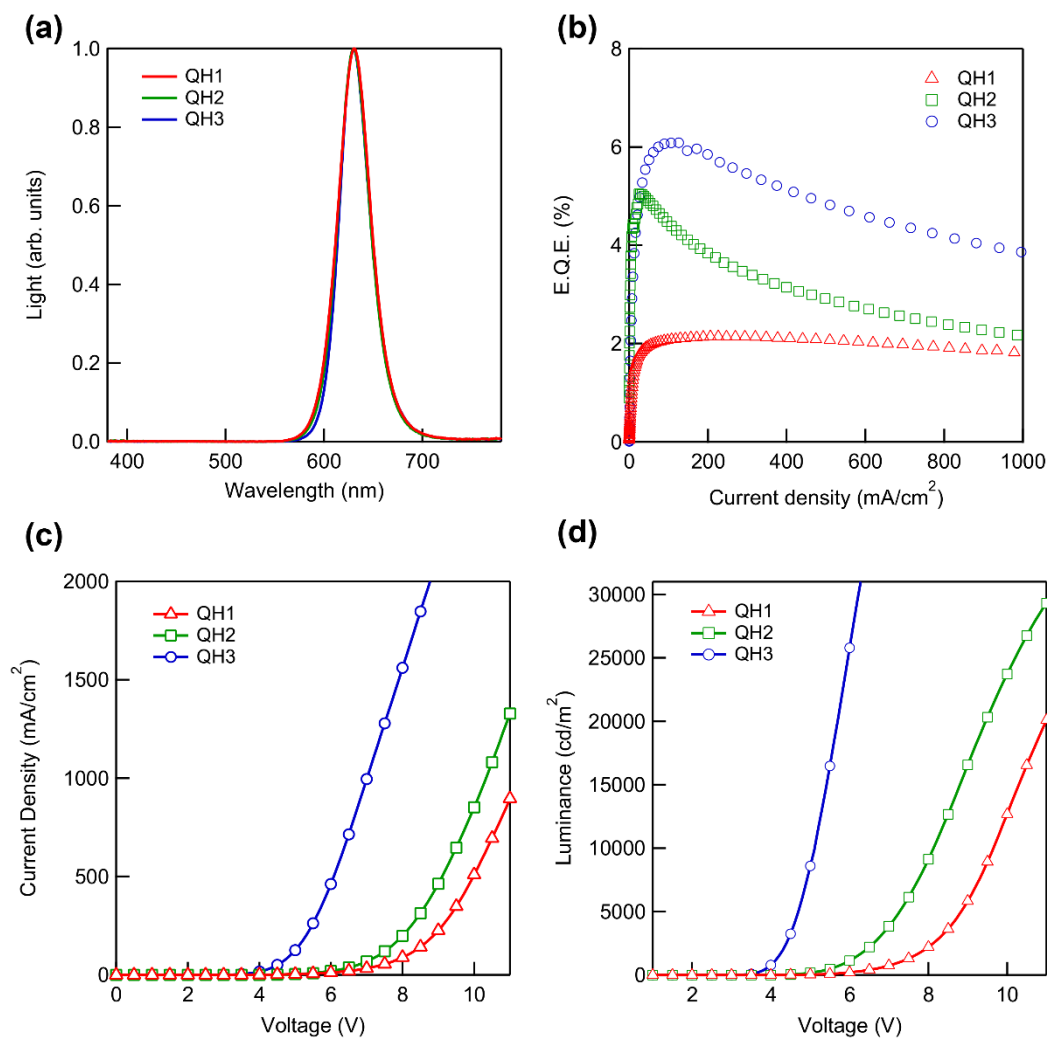 (a)
1.0
0.8
0.6
0.4
0.2
0.0
Light (arb. units)
QH1
QH2
QH3
400
500
600
700
Wavelength (nm)
(b)
8
6
4
2
0
E.Q.E. (%)
QH1
QH2
QH3
0
200
400
600
800
1000
Current density (mA/cm²)
(c)
2000
1500
1000
500
0
Current Density (mA/cm²)
QH1
QH2
QH3
0
2
4
6
8
10
Voltage (V)
(d)
30000
25000
20000
15000
10000
5000
0
Luminance (cd/m²)
QH1
QH2
QH3
2
4
6
8
10
Voltage (V)